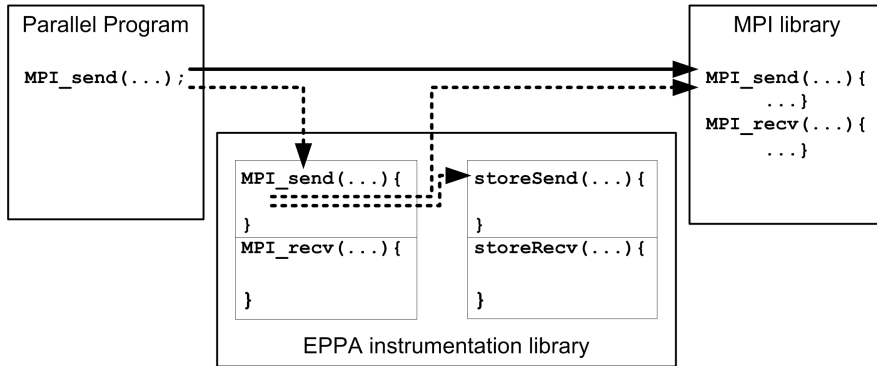 Parallel Program
MPI_send(...);
MPI library
MPI_send(...){
...}
MPI_recv(...){
...}
MPI_send(...){
}
MPI_recv(...){
}
storeSend(...){
}
storeRecv(...){
}
EPPA instrumentation library